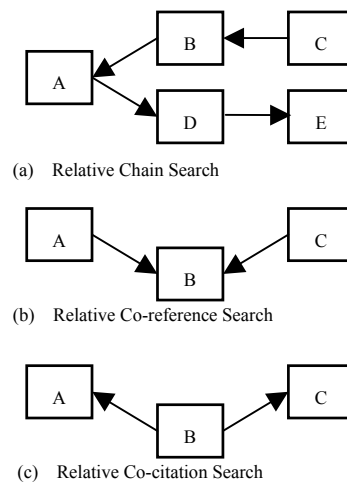 B C
A
D E
(a) Relative Chain Search
A C
B
(b) Relative Co-reference Search
A C
B
(c) Relative Co-citation Search